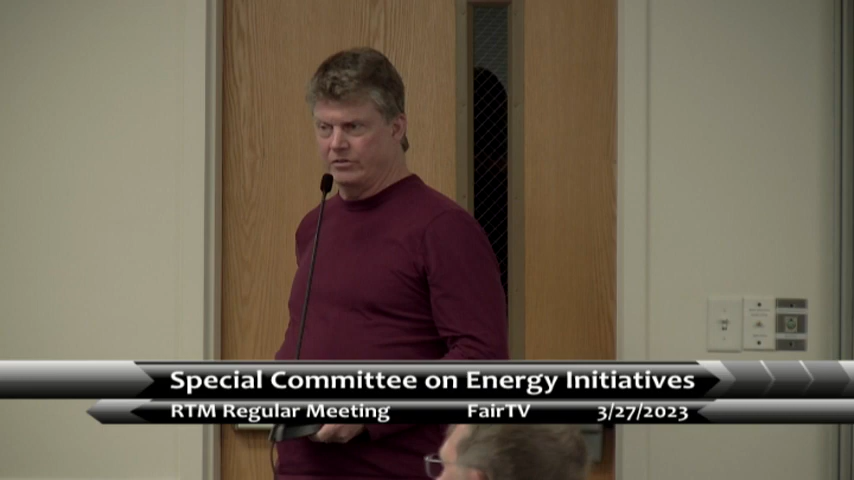 Special Committee on Energy Initiatives
RTM Regular Meeting FairTV 3/27/2023